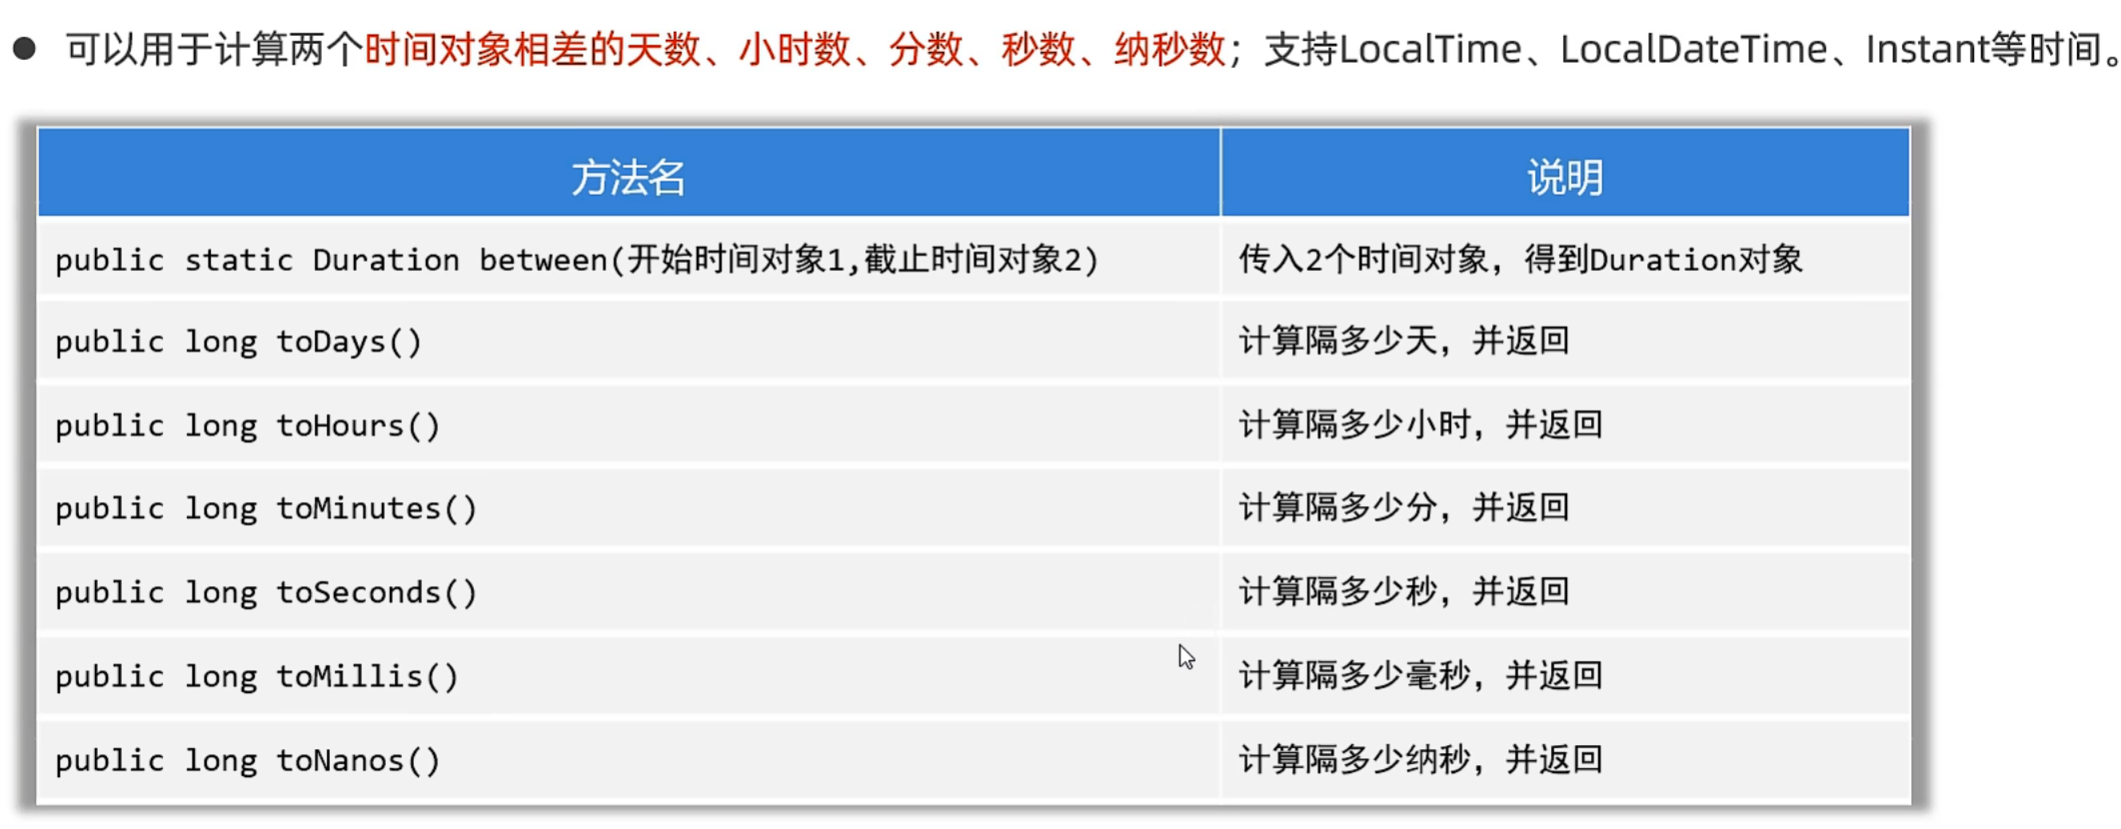 ● 可以用于计算两个时间对象相差的天数、小时数、分数、秒数、纳秒数；支持LocalTime、LocalDateTime、Instant等时间。
方法名 说明
public static Duration between(开始时间对象1,截止时间对象2) 传入2个时间对象，得到Duration对象
public long toDays() 计算隔多少天，并返回
public long toHours() 计算隔多少小时，并返回
public long toMinutes() 计算隔多少分，并返回
public long toSeconds() 计算隔多少秒，并返回
public long toMillis() 计算隔多少毫秒，并返回
public long toNanos() 计算隔多少纳秒，并返回